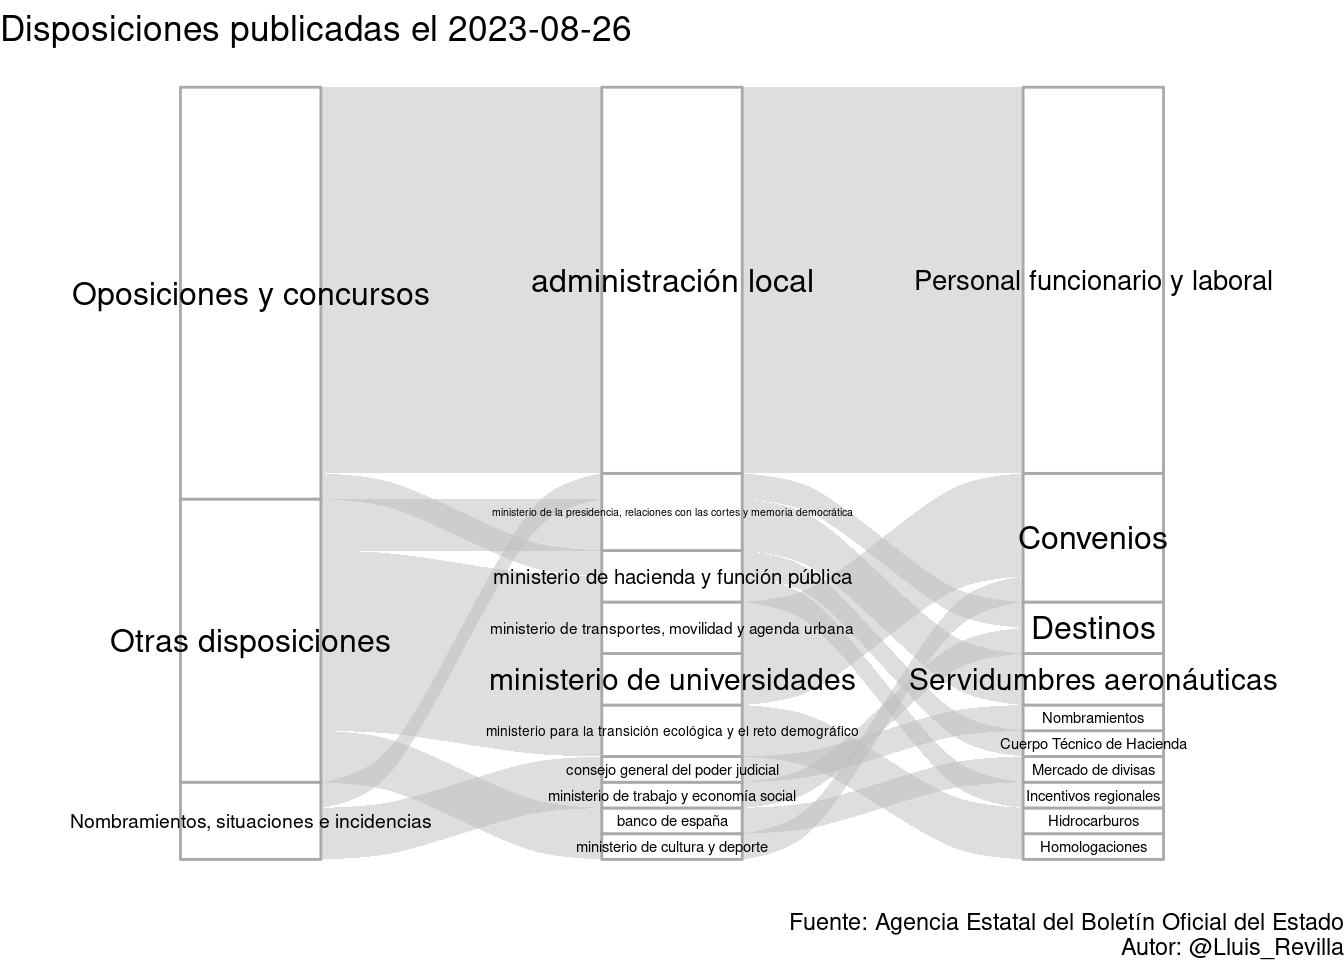 Disposiciones publicadas el 2023-08-26
Oposiciones y concursos
Otras disposiciones
Nombramientos, situaciones e incidencias
administración local
ministerio de la presidencia, relaciones con las cortes y memoria democrática
ministerio de hacienda y función pública
ministerio de transportes, movilidad y agenda urbana
ministerio de universidades
ministerio para la transición ecológica y el reto demográfico
consejo general del poder judicial
ministerio de trabajo y economía social
banco de españa
ministerio de cultura y deporte
Personal funcionario y laboral
Convenios
Destinos
Servidumbres aeronáuticas
Nombramientos
Cuerpo Técnico de Hacienda
Mercado de divisas
Incentivos regionales
Hidrocarburos
Homologaciones
Fuente: Agencia Estatal del Boletín Oficial del Estado
Autor: @Lluis_Revilla